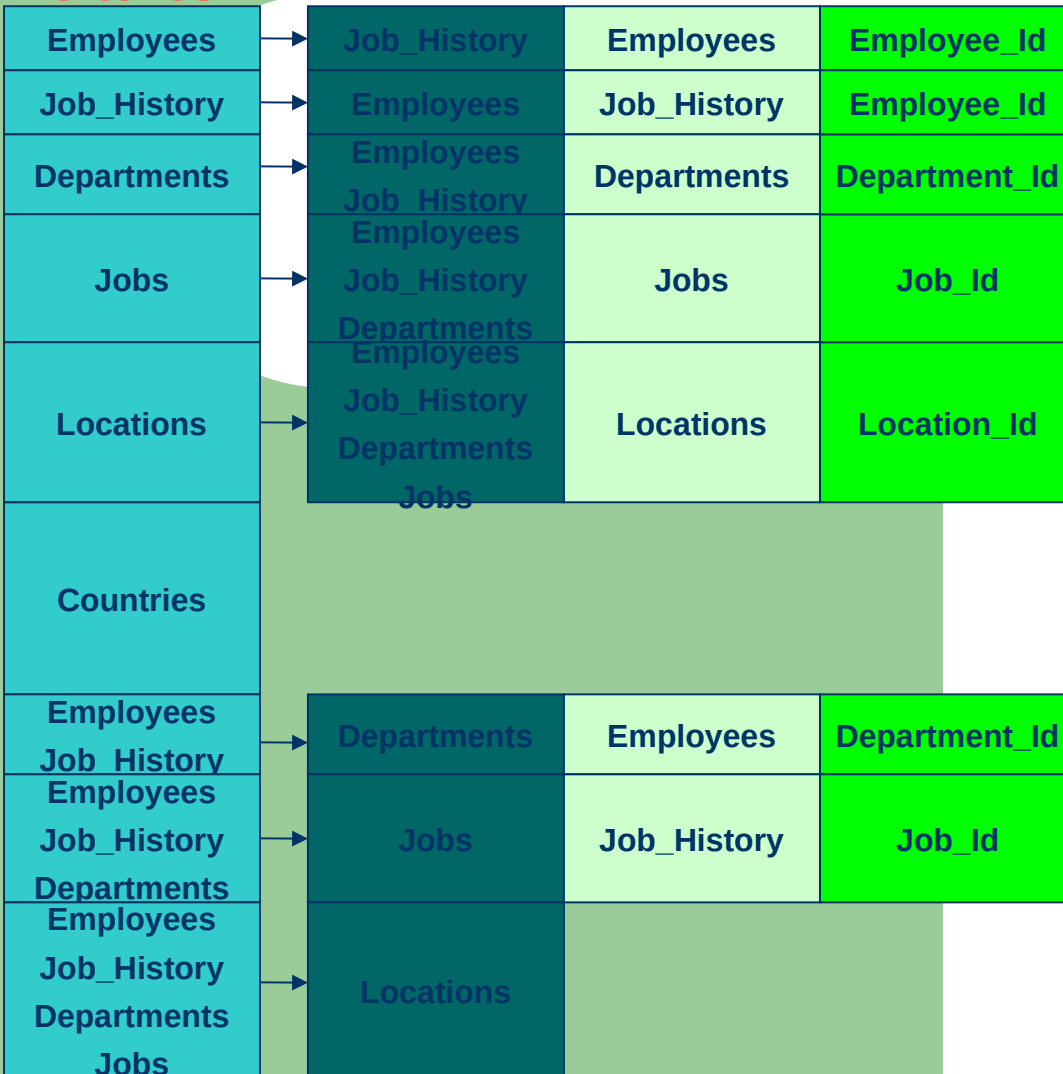 Employees Job_History Employees Employee_Id
Job_History Employees Job_History Employee_Id
Departments
Employees
Job_History
Departments Department_Id
Jobs
Employees
Job_History
Departments
Jobs Job_Id
Locations
Employees
Job_History
Departments
Jobs
Locations Location_Id
Countries
Employees
Job_History
Departments Employees Department_Id
Employees
Job_History
Departments
Jobs Job_History Job_Id
Employees
Job_History
Departments
Jobs
Locations